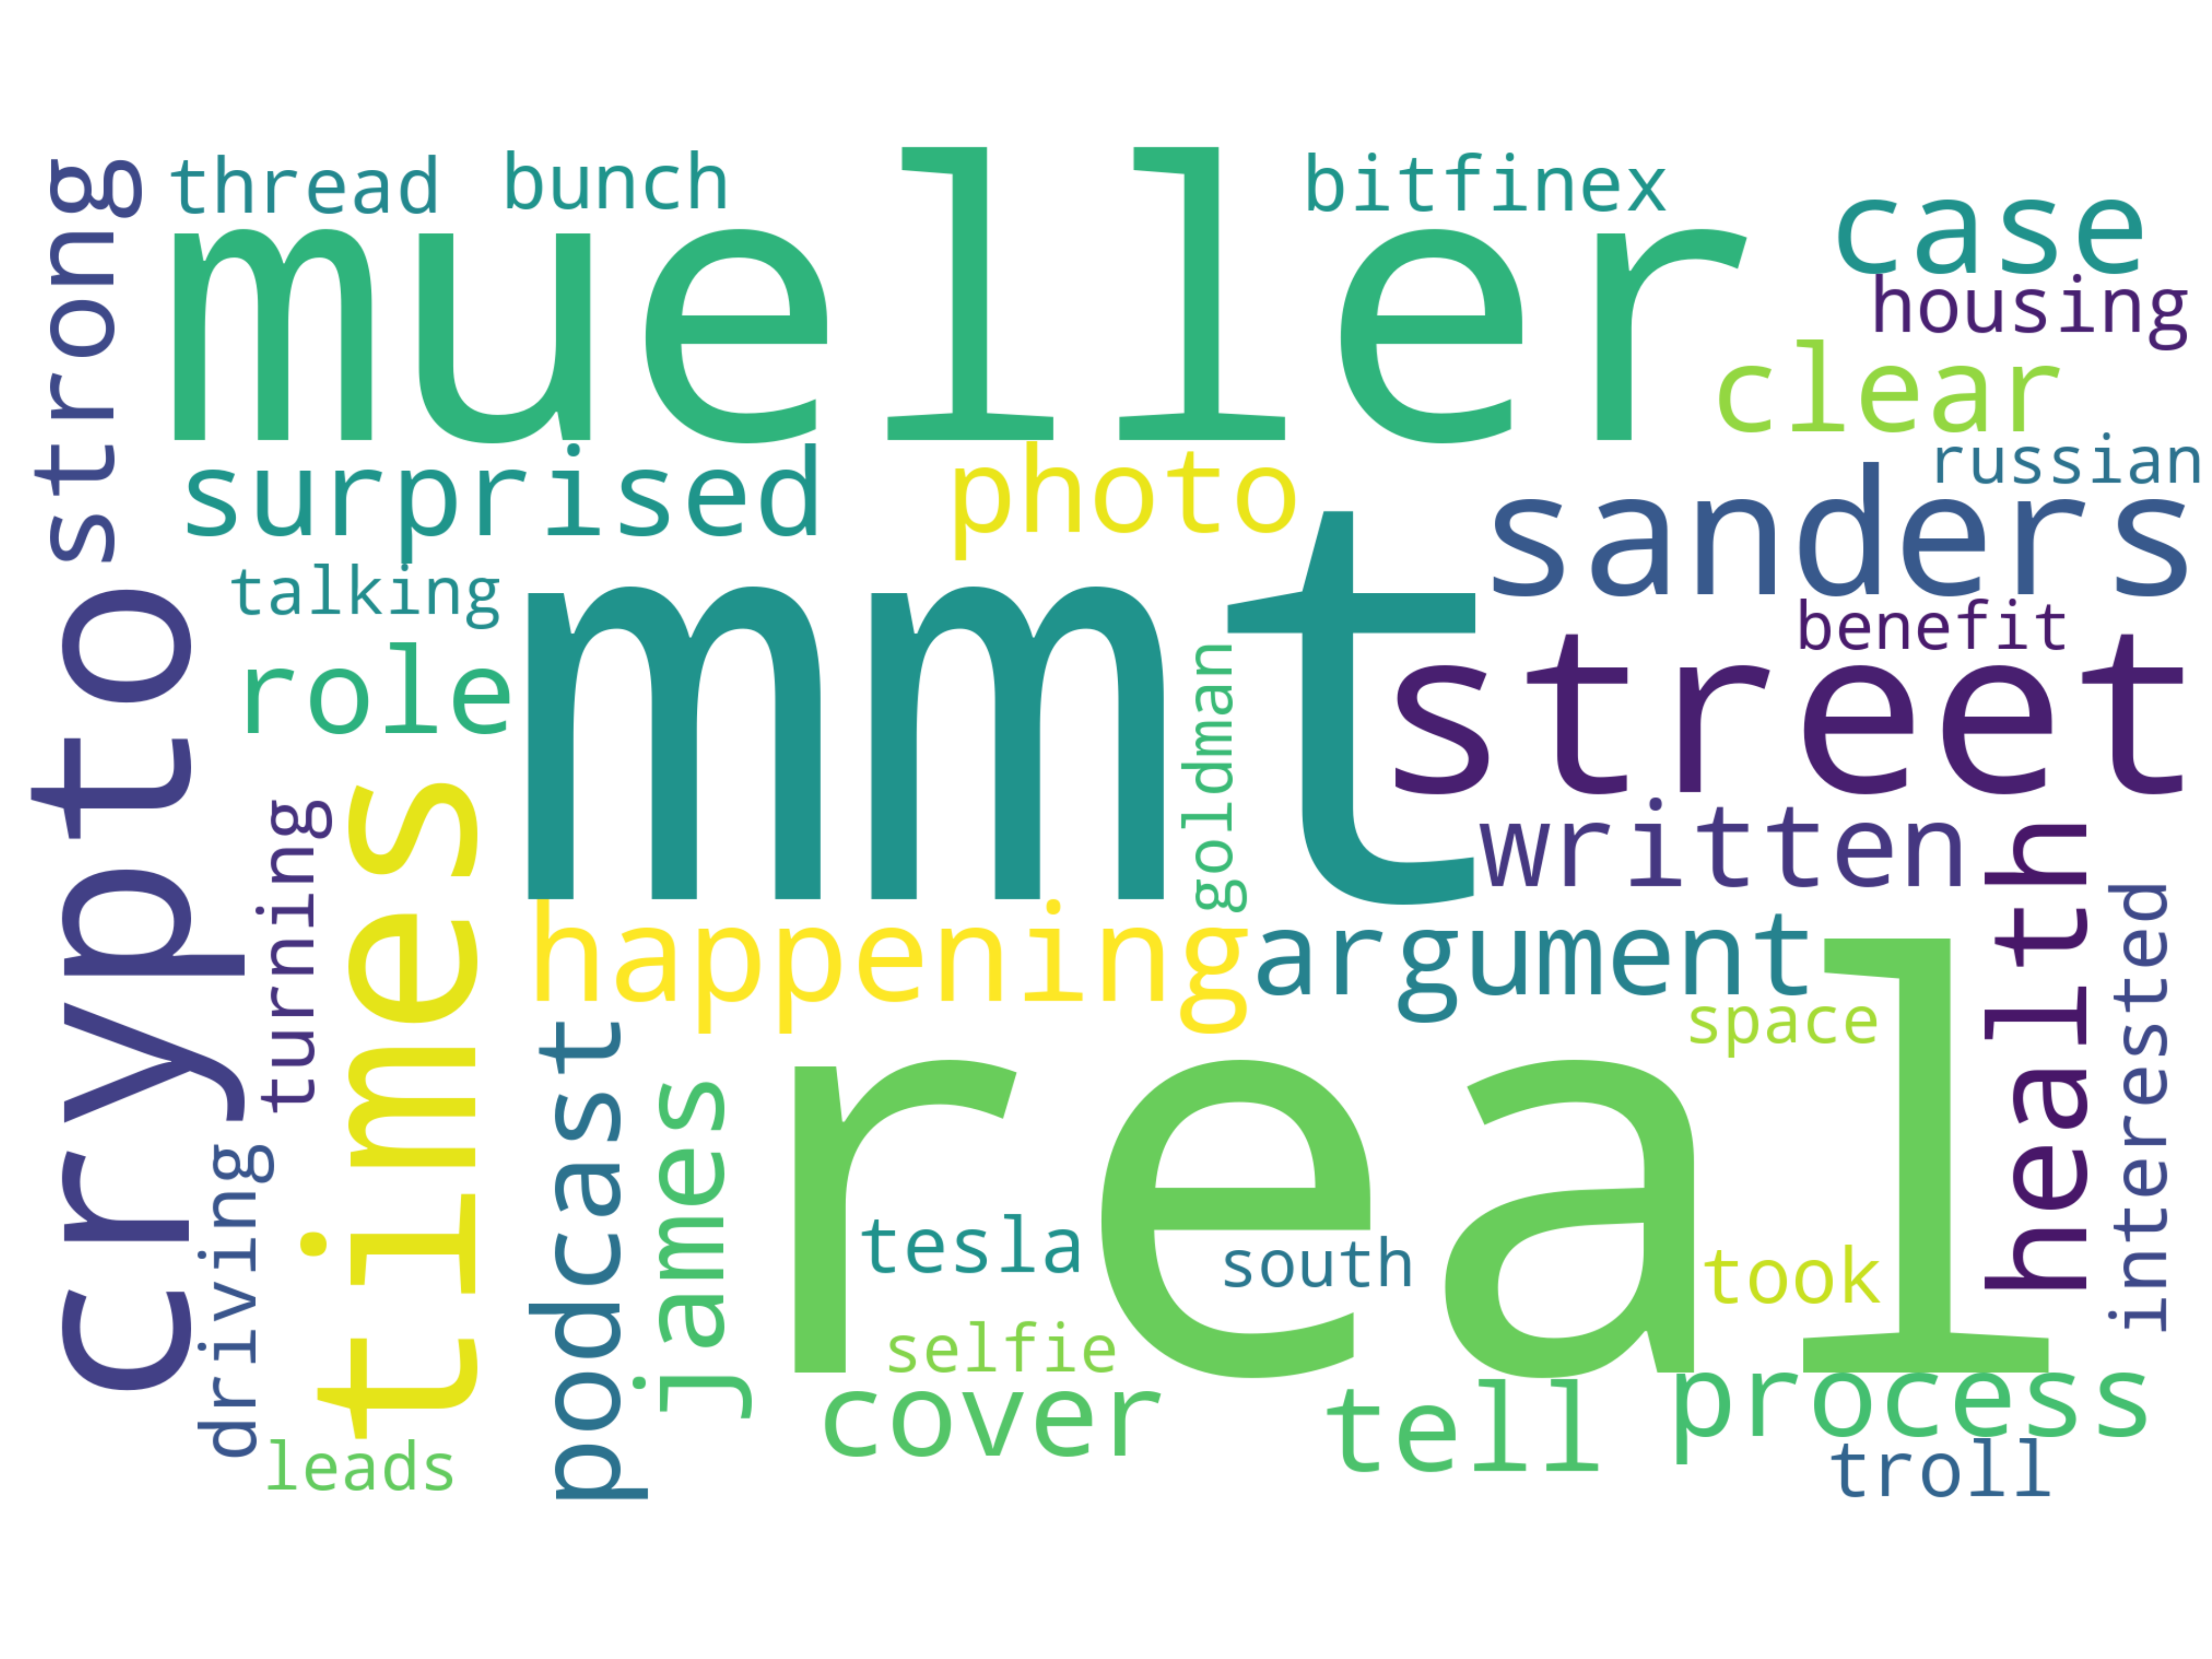 strong
thread
bunch
bitfinex
mueller
case
housing
clear
russian
surprised
photo
sanders
talking
benefit
role
mmt
street
crypto
goldman
times
turning
written
health
interested
happening
argument
space
real
podcast
james
driving
tesla
south
took
selfie
cover
tell
process
leads
troll